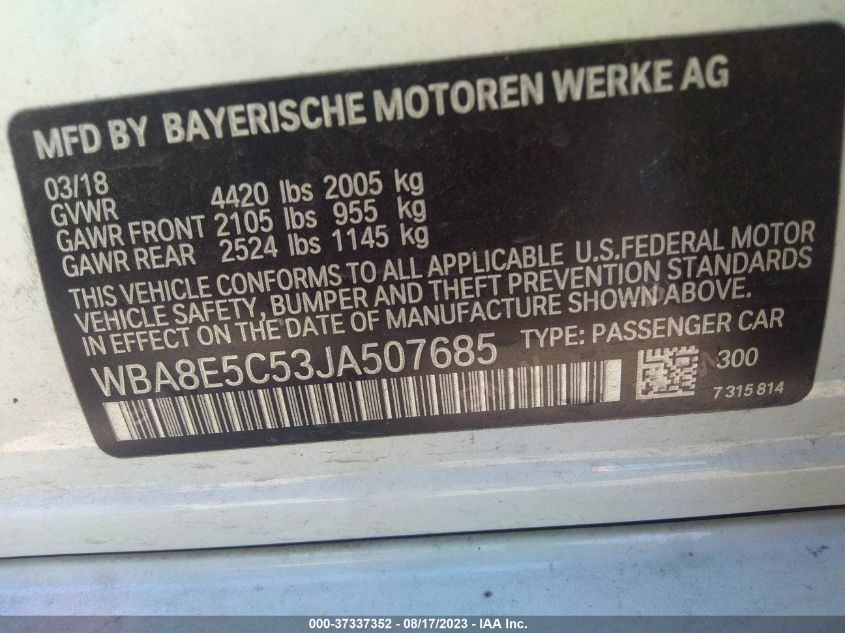 MFD BY BAYERISCHE MOTOREN WERKE AG
03/18
GVWR 4420 lbs 2005 kg
GAWR FRONT 2105 lbs 955 kg
GAWR REAR 2524 lbs 1145 kg
THIS VEHICLE CONFORMS TO ALL APPLICABLE U.S.FEDERAL MOTOR
VEHICLE SAFETY, BUMPER AND THEFT PREVENTION STANDARDS
IN EFFECT ON THE DATE OF MANUFACTURE SHOWN ABOVE.
WBA8E5C53JA507685 TYPE: PASSENGER CAR
300
7 315 814
000-37337352 - 08/17/2023 - IAA Inc.